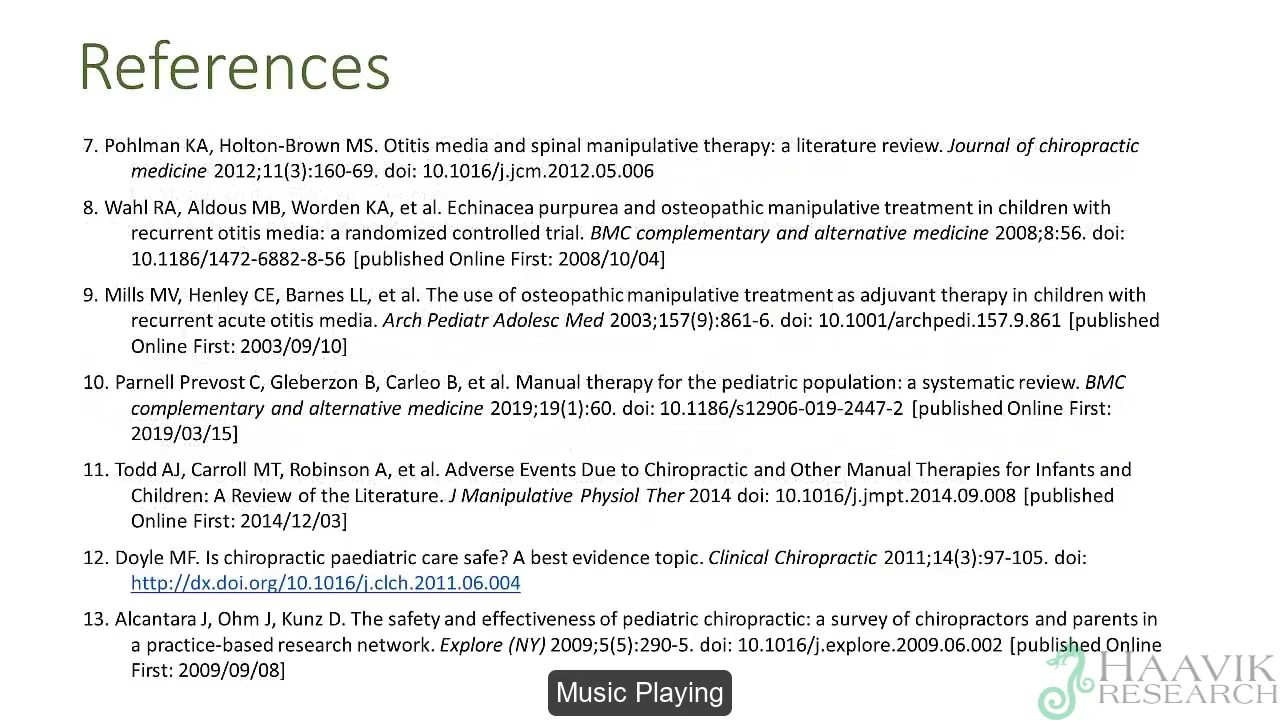 References
7. Pohlman KA, Holton-Brown MS. Otitis media and spinal manipulative therapy: a literature review. Journal of chiropractic
medicine 2012;11(3):160-69. doi: 10.1016/j.jcm.2012.05.006
8. Wahl RA, Aldous MB, Worden KA, et al. Echinacea purpurea and osteopathic manipulative treatment in children with
recurrent otitis media: a randomized controlled trial. BMC complementary and alternative medicine 2008;8:56. doi:
10.1186/1472-6882-8-56 [published Online First: 2008/10/04]
9. Mills MV, Henley CE, Barnes LL, et al. The use of osteopathic manipulative treatment as adjuvant therapy in children with
recurrent acute otitis media. Arch Pediatr Adolesc Med 2003;157(9):861-6. doi: 10.1001/archpedi.157.9.861 [published
Online First: 2003/09/10]
10. Parnell Prevost C, Gleberzon B, Carleo B, et al. Manual therapy for the pediatric population: a systematic review. BMC
complementary and alternative medicine 2019;19(1):60. doi: 10.1186/s12906-019-2447-2 [published Online First:
2019/03/15]
11. Todd AJ, Carroll MT, Robinson A, et al. Adverse Events Due to Chiropractic and Other Manual Therapies for Infants and
Children: A Review of the Literature. J Manipulative Physiol Ther 2014 doi: 10.1016/j.jmpt.2014.09.008 [published
Online First: 2014/12/03]
12. Doyle MF. Is chiropractic paediatric care safe? A best evidence topic. Clinical Chiropractic 2011;14(3):97-105. doi:
http://dx.doi.org/10.1016/j.clch.2011.06.004
13. Alcantara J, Ohm J, Kunz D. The safety and effectiveness of pediatric chiropractic: a survey of chiropractors and parents in
a practice-based research network. Explore (NY) 2009;5(5):290-5. doi: 10.1016/j.explore.2009.06.002 [published Online
First: 2009/09/08]
HAAVIK
RESEARCH
Music Playing